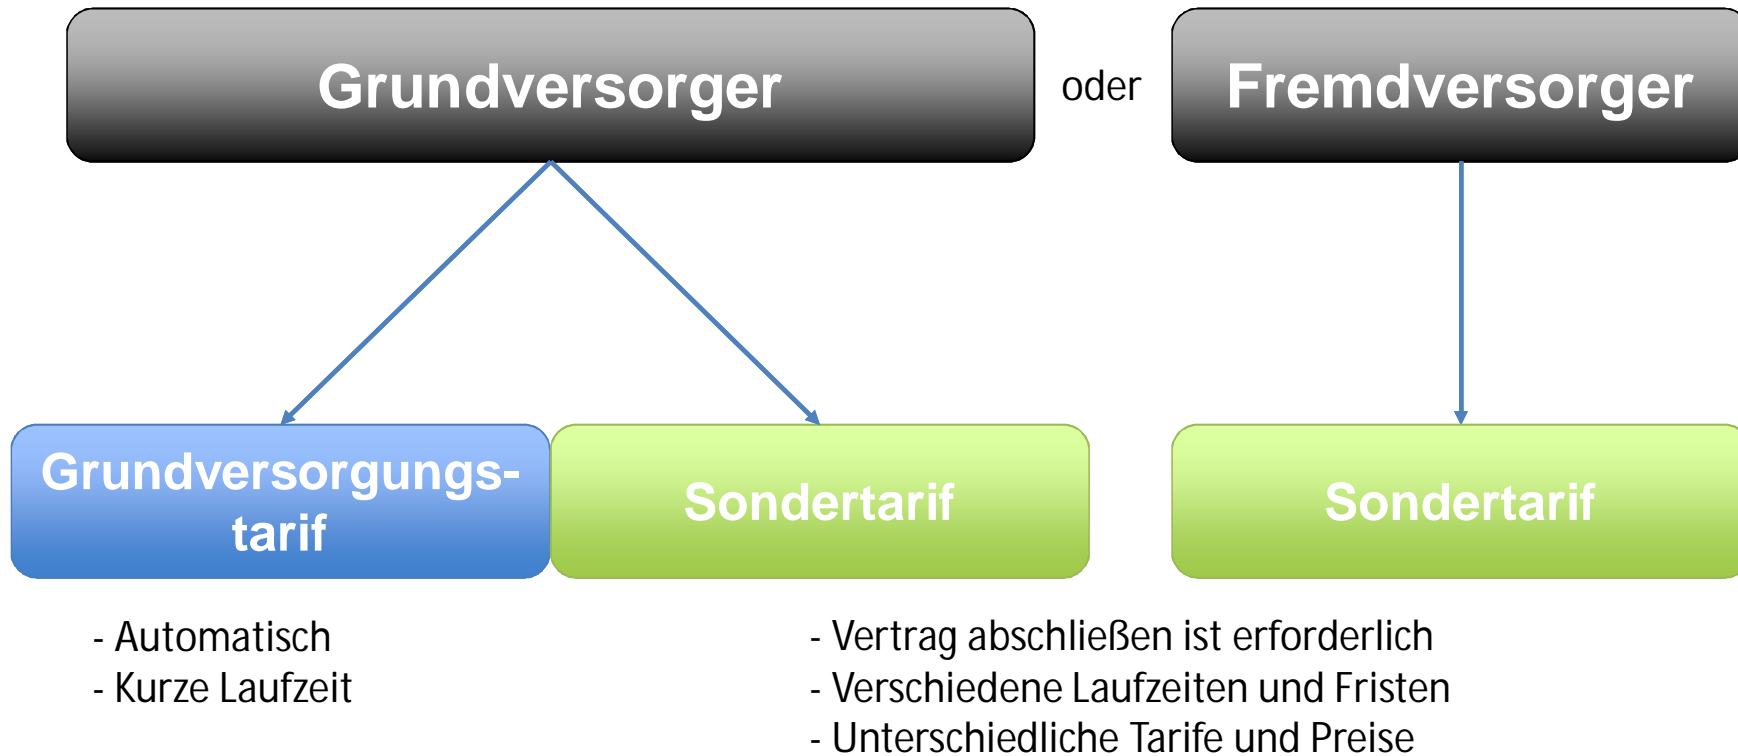 Grundversorger
oder
Fremdversorger
Grundversorgungs-
tarif
Sondertarif
Sondertarif
- Automatisch
- Kurze Laufzeit
- Vertrag abschließen ist erforderlich
- Verschiedene Laufzeiten und Fristen
- Unterschiedliche Tarife und Preise